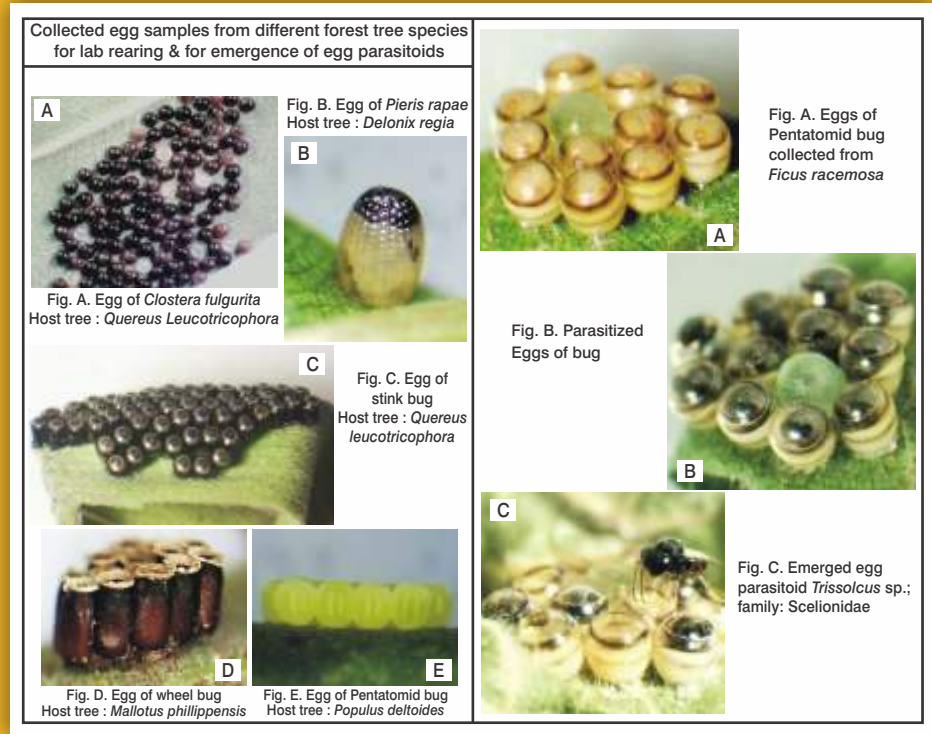 Collected egg samples from different forest tree species
for lab rearing & for emergence of egg parasitoids
A
Fig. A. Egg of Clostera fulgurita
Host tree : Quereus Leucotricophora
Fig. B. Egg of Pieris rapae
Host tree : Delonix regia
B
C
Fig. C. Egg of
stink bug
Host tree : Quereus
leucotricophora
D
Fig. D. Egg of wheel bug
Host tree : Mallotus phillippensis
E
Fig. E. Egg of Pentatomid bug
Host tree : Populus deltoides
A
Fig. A. Eggs of
Pentatomid bug
collected from
Ficus racemosa
Fig. B. Parasitized
Eggs of bug
B
C
Fig. C. Emerged egg
parasitoid Trissolcus sp.;
family: Scelionidae